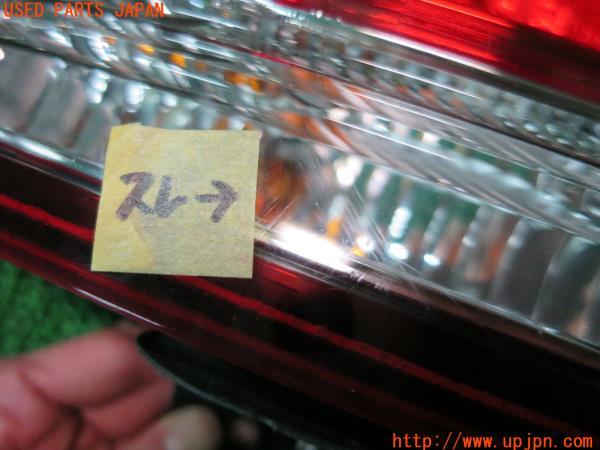 USED PARTS JAPAN
スレ→
http://www.upjpn.com/